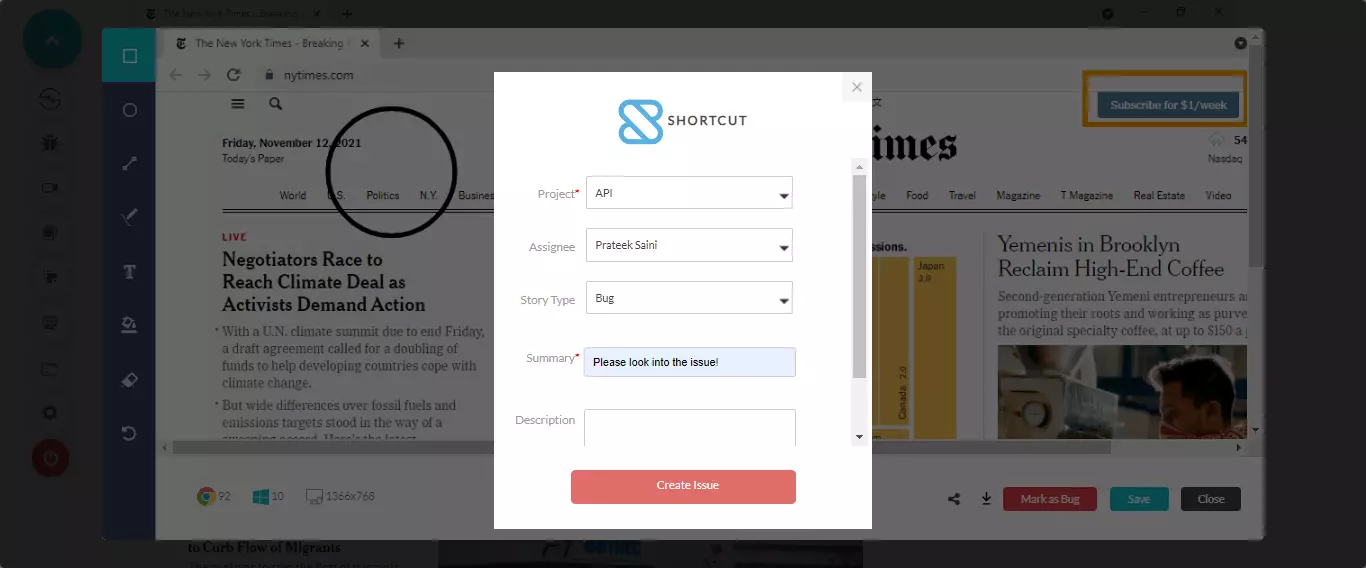 The New York Times - Breaking
The New York Times - Breaking
nytimes.com
Subscribe for $1/week
Friday, November 12, 2021
Today's Paper
imes
54
Nasdaq
World U.S. Politics N.Y. Busines
yle Food Travel Magazine T Magazine Real Estate Video
LIVE
Negotiators Race to
Reach Climate Deal as
Activists Demand Action
• With a U.N. climate summit due to end Friday,
a draft agreement called for a doubling of
funds to help developing countries cope with
climate change.
• But wide differences over fossil fuels and
emissions targets stood in the way of a
sweeping accord. Here's the latest.
SHORTCUT
Project* API
Assignee Prateek Saini
Story Type Bug
Summary* Please look into the issue!
Description
Create Issue
ssions.
Japan
3.9
Canada 2.0
Yemenis in Brooklyn
Reclaim High-End Coffee
Second-generation Yemeni entrepreneurs a
promoting their roots and working as purve
the original specialty coffee, at up to $150 a
T
92 10 1366x768
Mark as Bug Save Close
to Curb Flow of Migrants